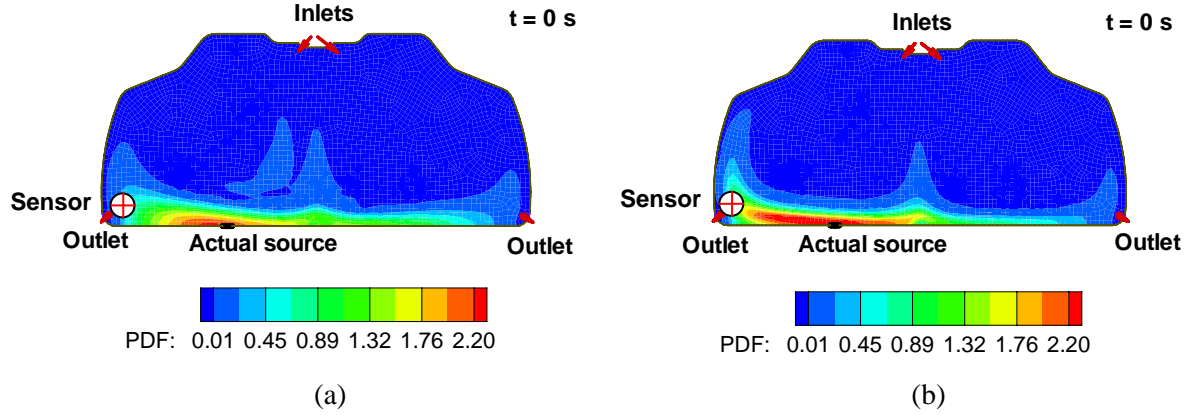 Inlets
t = 0 s
Sensor
Outlet
Actual source
Outlet
PDF: 0.01 0.45 0.89 1.32 1.76 2.20
(a)
Inlets
t = 0 s
Sensor
Outlet
Actual source
Outlet
PDF: 0.01 0.45 0.89 1.32 1.76 2.20
(b)